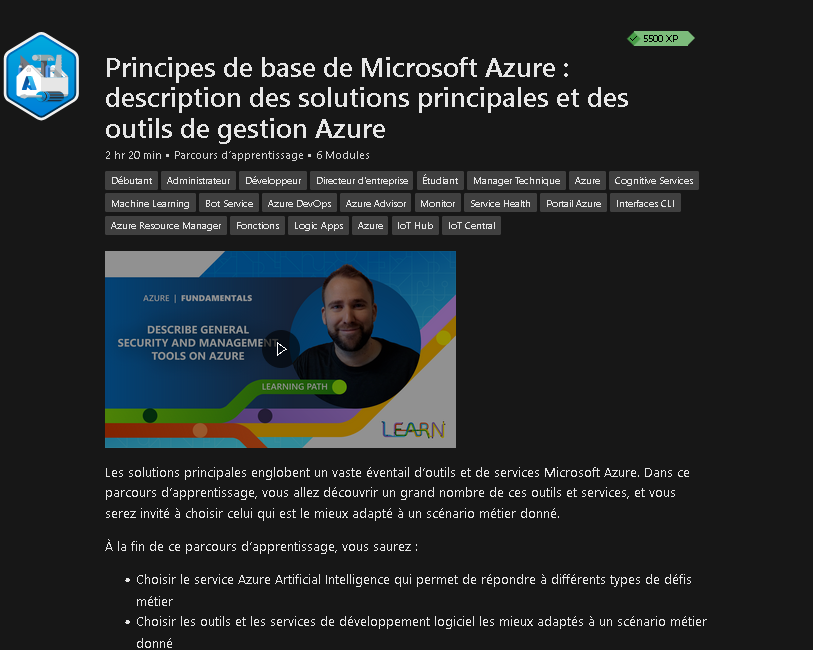 5500 XP
Principes de base de Microsoft Azure :
description des solutions principales et des
outils de gestion Azure
2 hr 20 min • Parcours d'apprentissage • 6 Modules
Débutant Administrateur Développeur Directeur d'entreprise Étudiant Manager Technique Azure Cognitive Services
Machine Learning Bot Service Azure DevOps Azure Advisor Monitor Service Health Portail Azure Interfaces CLI
Azure Resource Manager Fonctions Logic Apps Azure IoT Hub IoT Central
AZURE | FUNDAMENTALS
DESCRIBE GENERAL
SECURITY AND MANAGEMENT
TOOLS ON AZURE
LEARNING PATH
LEARN
Les solutions principales englobent un vaste éventail d'outils et de services Microsoft Azure. Dans ce
parcours d'apprentissage, vous allez découvrir un grand nombre de ces outils et services, et vous
serez invité à choisir celui qui est le mieux adapté à un scénario métier donné.
À la fin de ce parcours d'apprentissage, vous saurez :
• Choisir le service Azure Artificial Intelligence qui permet de répondre à différents types de défis
métier
• Choisir les outils et les services de développement logiciel les mieux adaptés à un scénario métier
donné